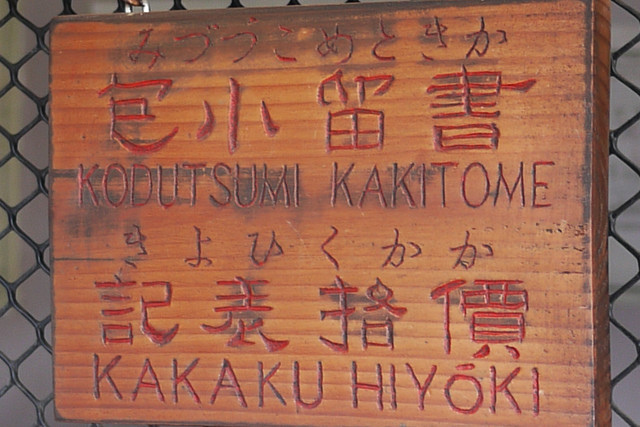 かきとめこづつみ
書留小包
KODUTSUMI KAKITOME
かかくひよき
價格表記
KAKAKU HIYŌKI